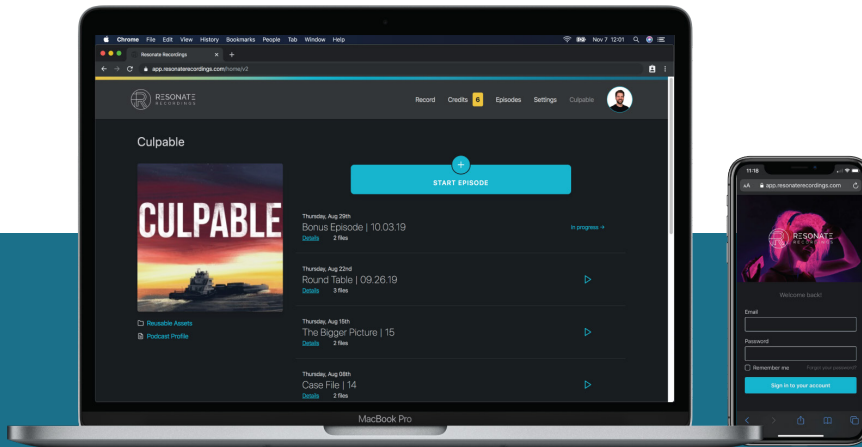 Chrome File Edit View History Bookmarks People Tab Window Help
Nov 7 12:01
Resonate Recordings
app.resonaterecordings.com/home/v2
RESONATE
RECORDINGS
Record Credits 6 Episodes Settings Culpable
Culpable
CULPABLE
Reusable Assets
Podcast Profile
START EPISODE
Thursday, Aug 29th
Bonus Episode | 10.03.19
In progress →
Details 2 files
Thursday, Aug 22nd
Round Table | 09.26.19
Details 3 files
Thursday, Aug 15th
The Bigger Picture | 15
Details 2 files
Thursday, Aug 08th
Case File | 14
Details 2 files
MacBook Pro
11:18
AA app.resonaterecordings.com
RESONATE
RECORDINGS
Welcome back!
Email
Password
Remember me Forgot your password?
Sign in to your account